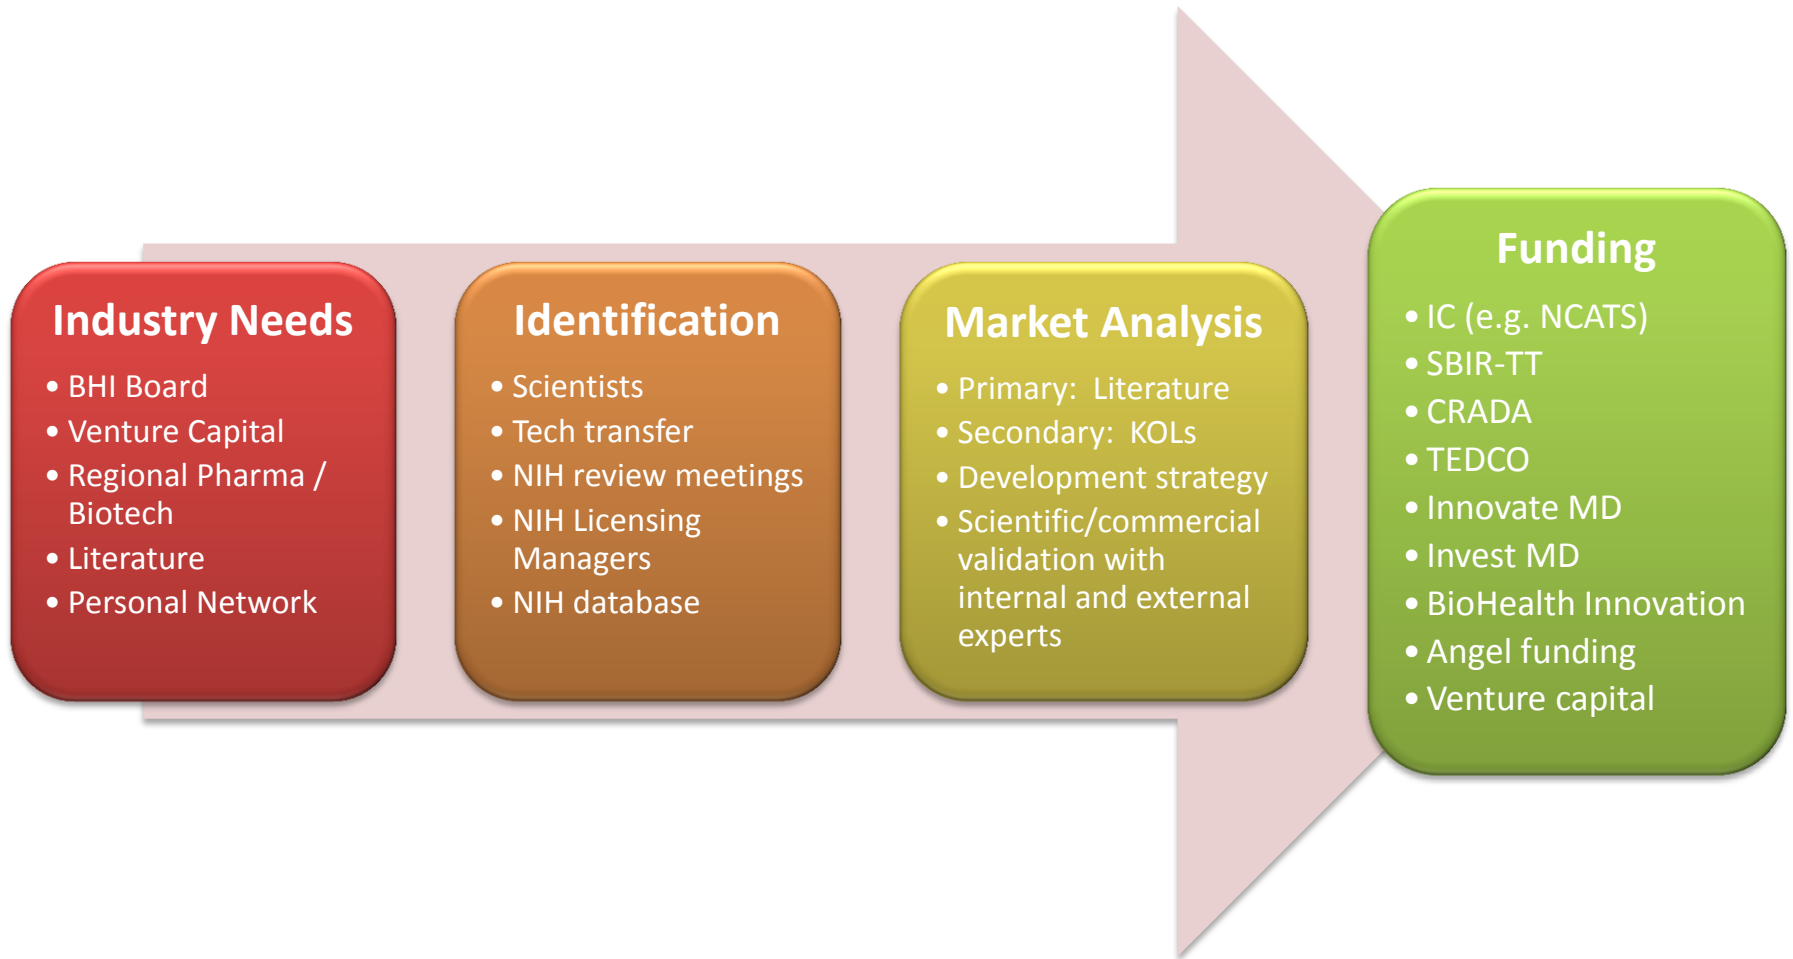 Industry Needs
• BHI Board
• Venture Capital
• Regional Pharma /
Biotech
• Literature
• Personal Network
Identification
• Scientists
• Tech transfer
• NIH review meetings
• NIH Licensing
Managers
• NIH database
Market Analysis
• Primary:  Literature
• Secondary:  KOLs
• Development strategy
• Scientific/commercial
validation with
internal and external
experts
Funding
• IC (e.g. NCATS)
• SBIR-TT
• CRADA
• TEDCO
• Innovate MD
• Invest MD
• BioHealth Innovation
• Angel funding
• Venture capital